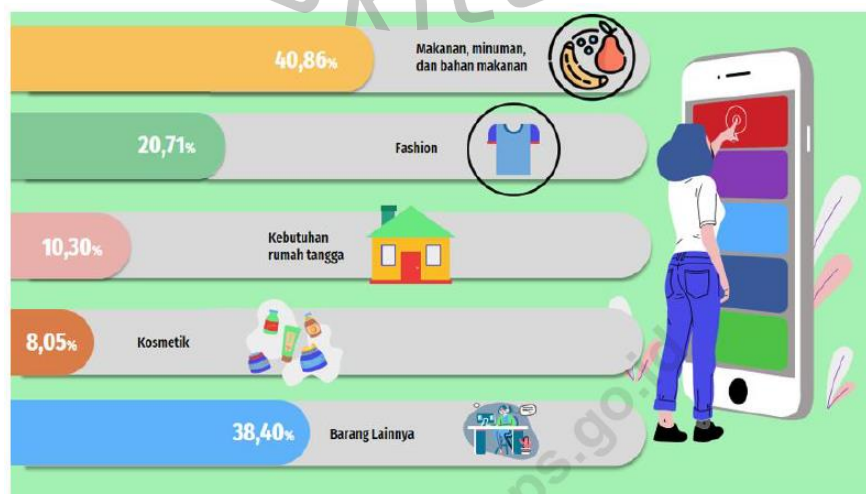 40,86%
Makanan, minuman,
dan bahan makanan
20,71%
Fashion
10,30%
Kebutuhan
rumah tangga
8,05%
Kosmetik
38,40%
Barang Lainnya